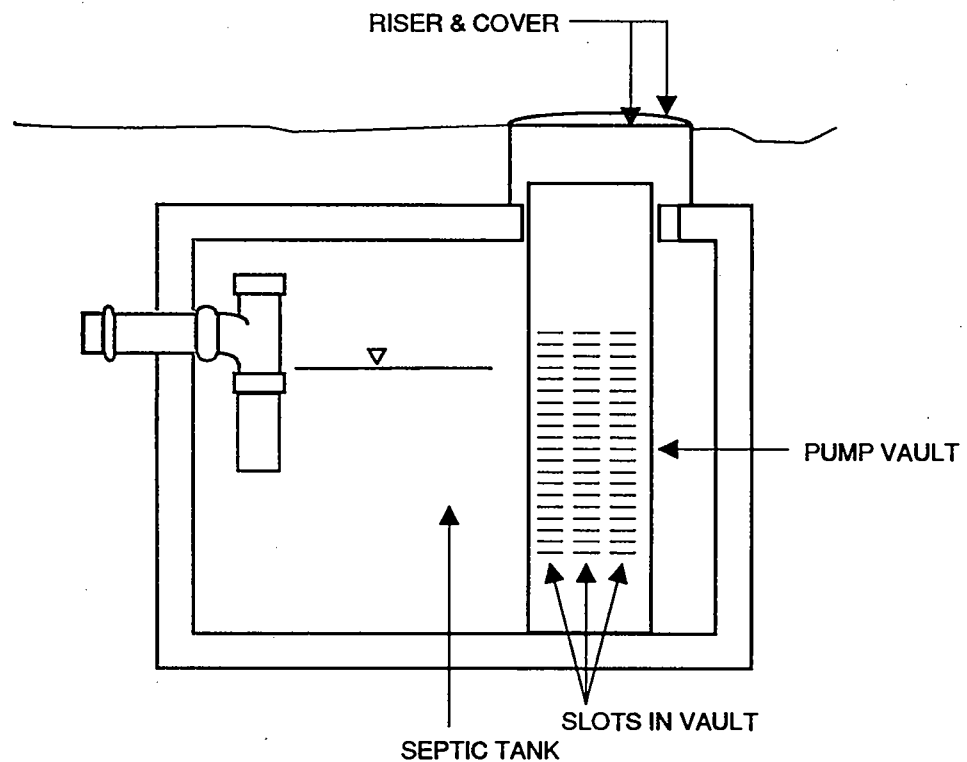 RISER & COVER
PUMP VAULT
SLOTS IN VAULT
SEPTIC TANK